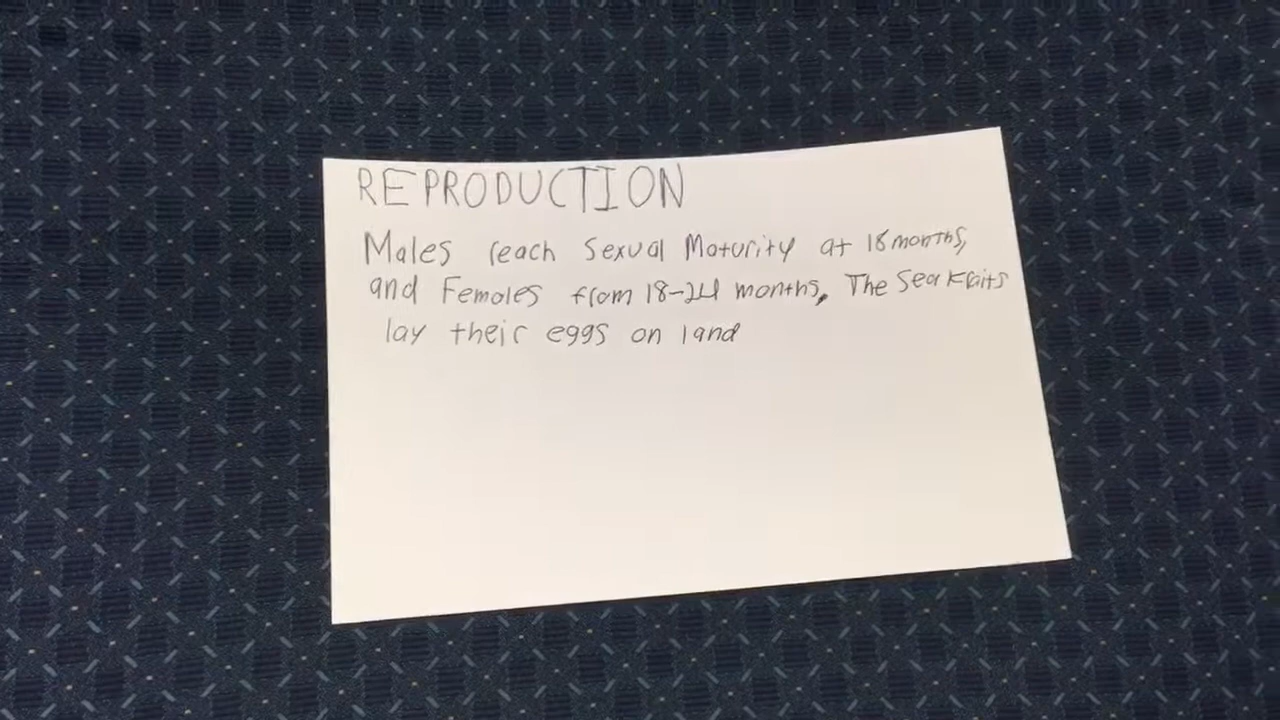 REPRODUCTION
Males reach Sexual Maturity at 18 months,
and Females from 18-24 months. The Sea Kraits
lay their eggs on land